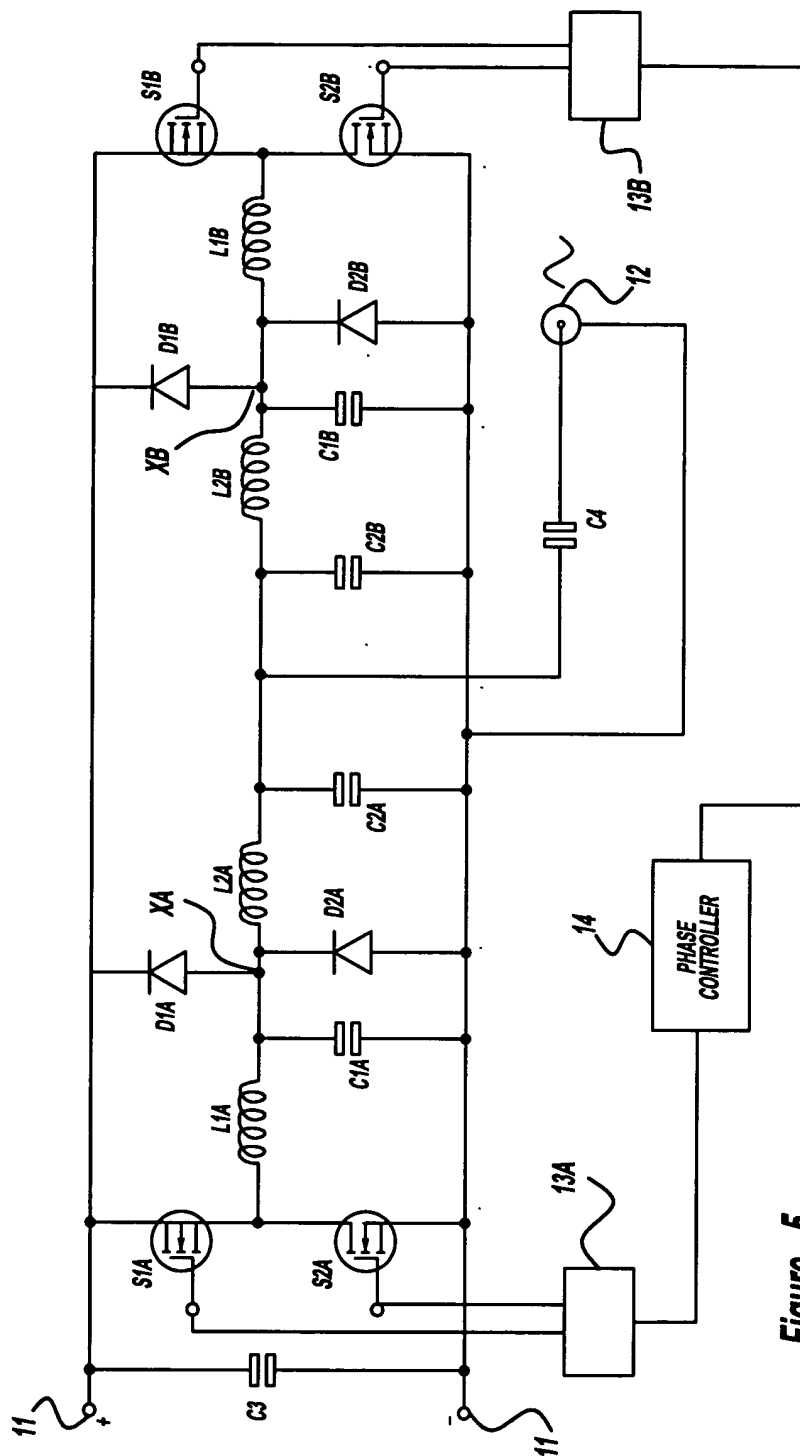 11
+
-
11
C3
S1A
S2A
L1A
C1A
D1A
XA
D2A
L2A
C2A
C2B
L2B
XB
C1B
D1B
D2B
L1B
S1B
S2B
C4
12
13A
13B
14
PHASE
CONTROLLER
Figure 5